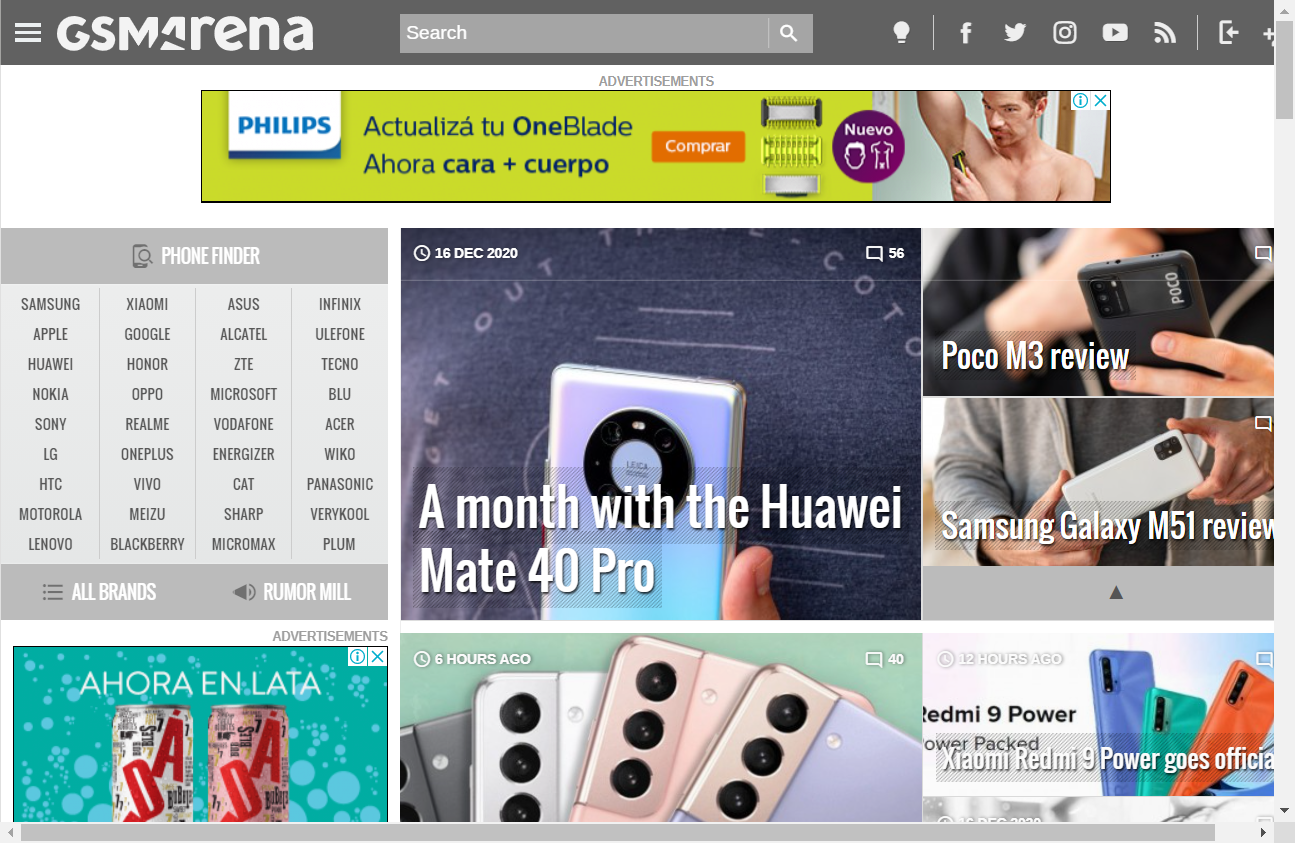 GSMArena
Search
ADVERTISEMENTS
PHILIPS
Actualizá tu OneBlade
Ahora cara + cuerpo
Comprar
Nuevo
PHONE FINDER
SAMSUNG XIAOMI ASUS INFINIX
APPLE GOOGLE ALCATEL ULEFONE
HUAWEI HONOR ZTE TECNO
NOKIA OPPO MICROSOFT BLU
SONY REALME VODAFONE ACER
LG ONEPLUS ENERGIZER WIKO
HTC VIVO CAT PANASONIC
MOTOROLA MEIZU SHARP VERYKOOL
LENOVO BLACKBERRY MICROMAX PLUM
ALL BRANDS RUMOR MILL
16 DEC 2020 56
LEICA
A month with the Huawei
Mate 40 Pro
POCO
Poco M3 review
Samsung Galaxy M51 review
▲
ADVERTISEMENTS
AHORA EN LATA
6 HOURS AGO 40
12 HOURS AGO
Redmi 9 Power
ower Packed
Xiaomi Redmi 9 Power goes officia
16 DEC 2020